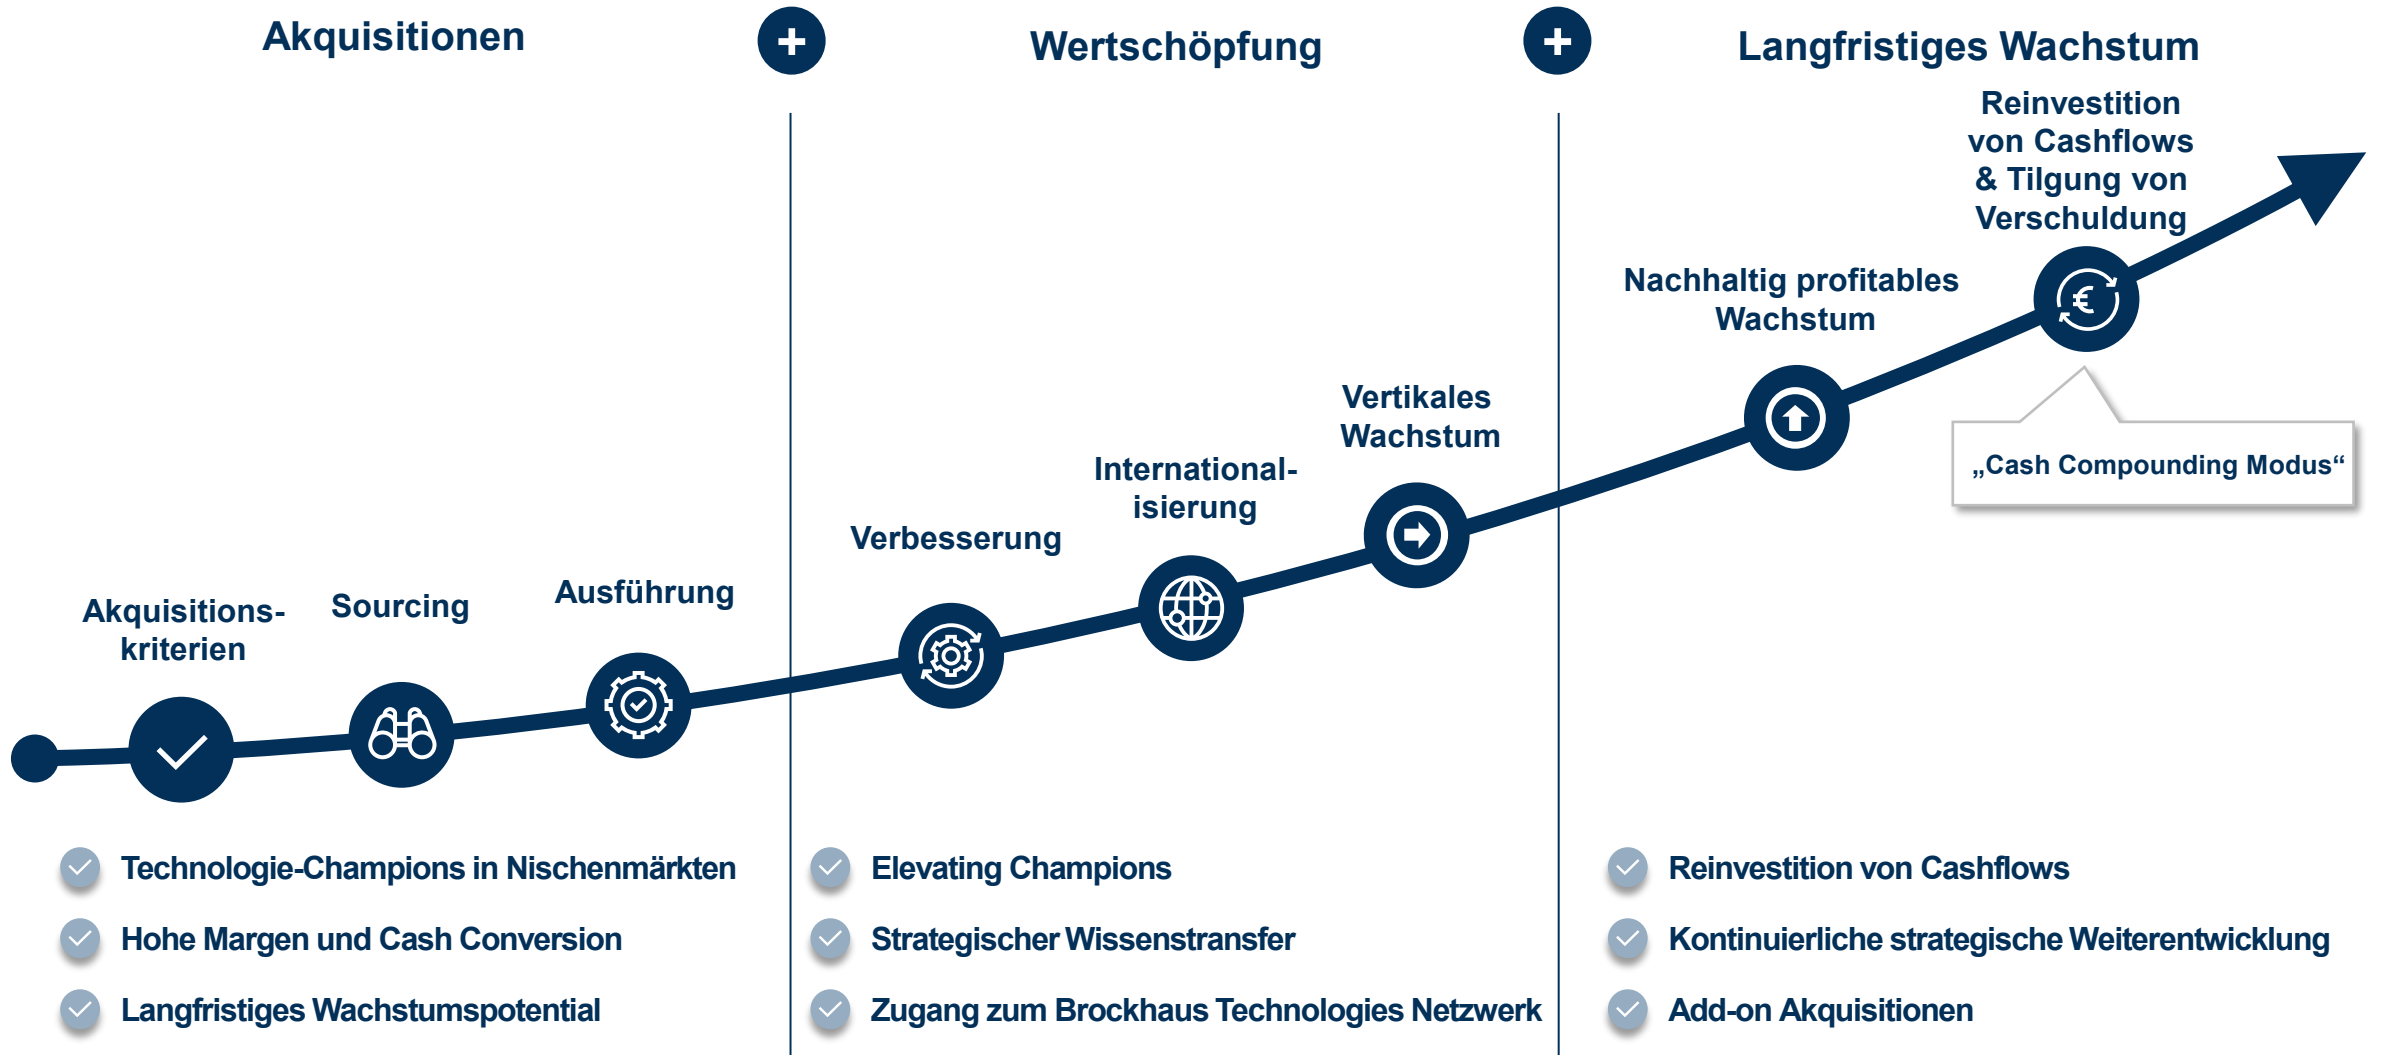 Akquisitionen
Wertschöpfung
Langfristiges Wachstum
Akquisitions-
kriterien
Sourcing
Ausführung
Verbesserung
International-
isierung
Vertikales
Wachstum
Nachhaltig profitables
Wachstum
Reinvestition
von Cashflows
& Tilgung von
Verschuldung
„Cash Compounding Modus“
Technologie-Champions in Nischenmärkten
Hohe Margen und Cash Conversion
Langfristiges Wachstumspotential
Elevating Champions
Strategischer Wissenstransfer
Zugang zum Brockhaus Technologies Netzwerk
Reinvestition von Cashflows
Kontinuierliche strategische Weiterentwicklung
Add-on Akquisitionen